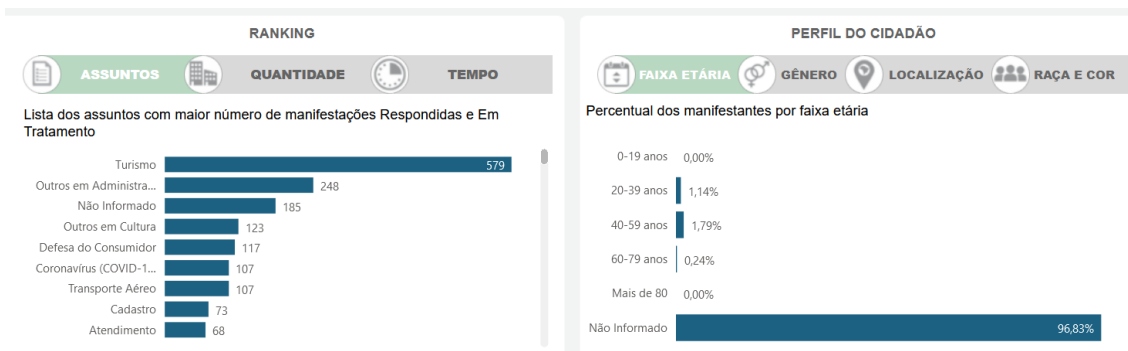 RANKING
ASSUNTOS QUANTIDADE TEMPO
Lista dos assuntos com maior número de manifestações Respondidas e Em
Tratamento
Turismo 579
Outros em Administra... 248
Não Informado 185
Outros em Cultura 123
Defesa do Consumidor 117
Coronavírus (COVID-1... 107
Transporte Aéreo 107
Cadastro 73
Atendimento 68
PERFIL DO CIDADÃO
FAIXA ETÁRIA GÊNERO LOCALIZAÇÃO RAÇA E COR
Percentual dos manifestantes por faixa etária
0-19 anos 0,00%
20-39 anos 1,14%
40-59 anos 1,79%
60-79 anos 0,24%
Mais de 80 0,00%
Não Informado 96,83%